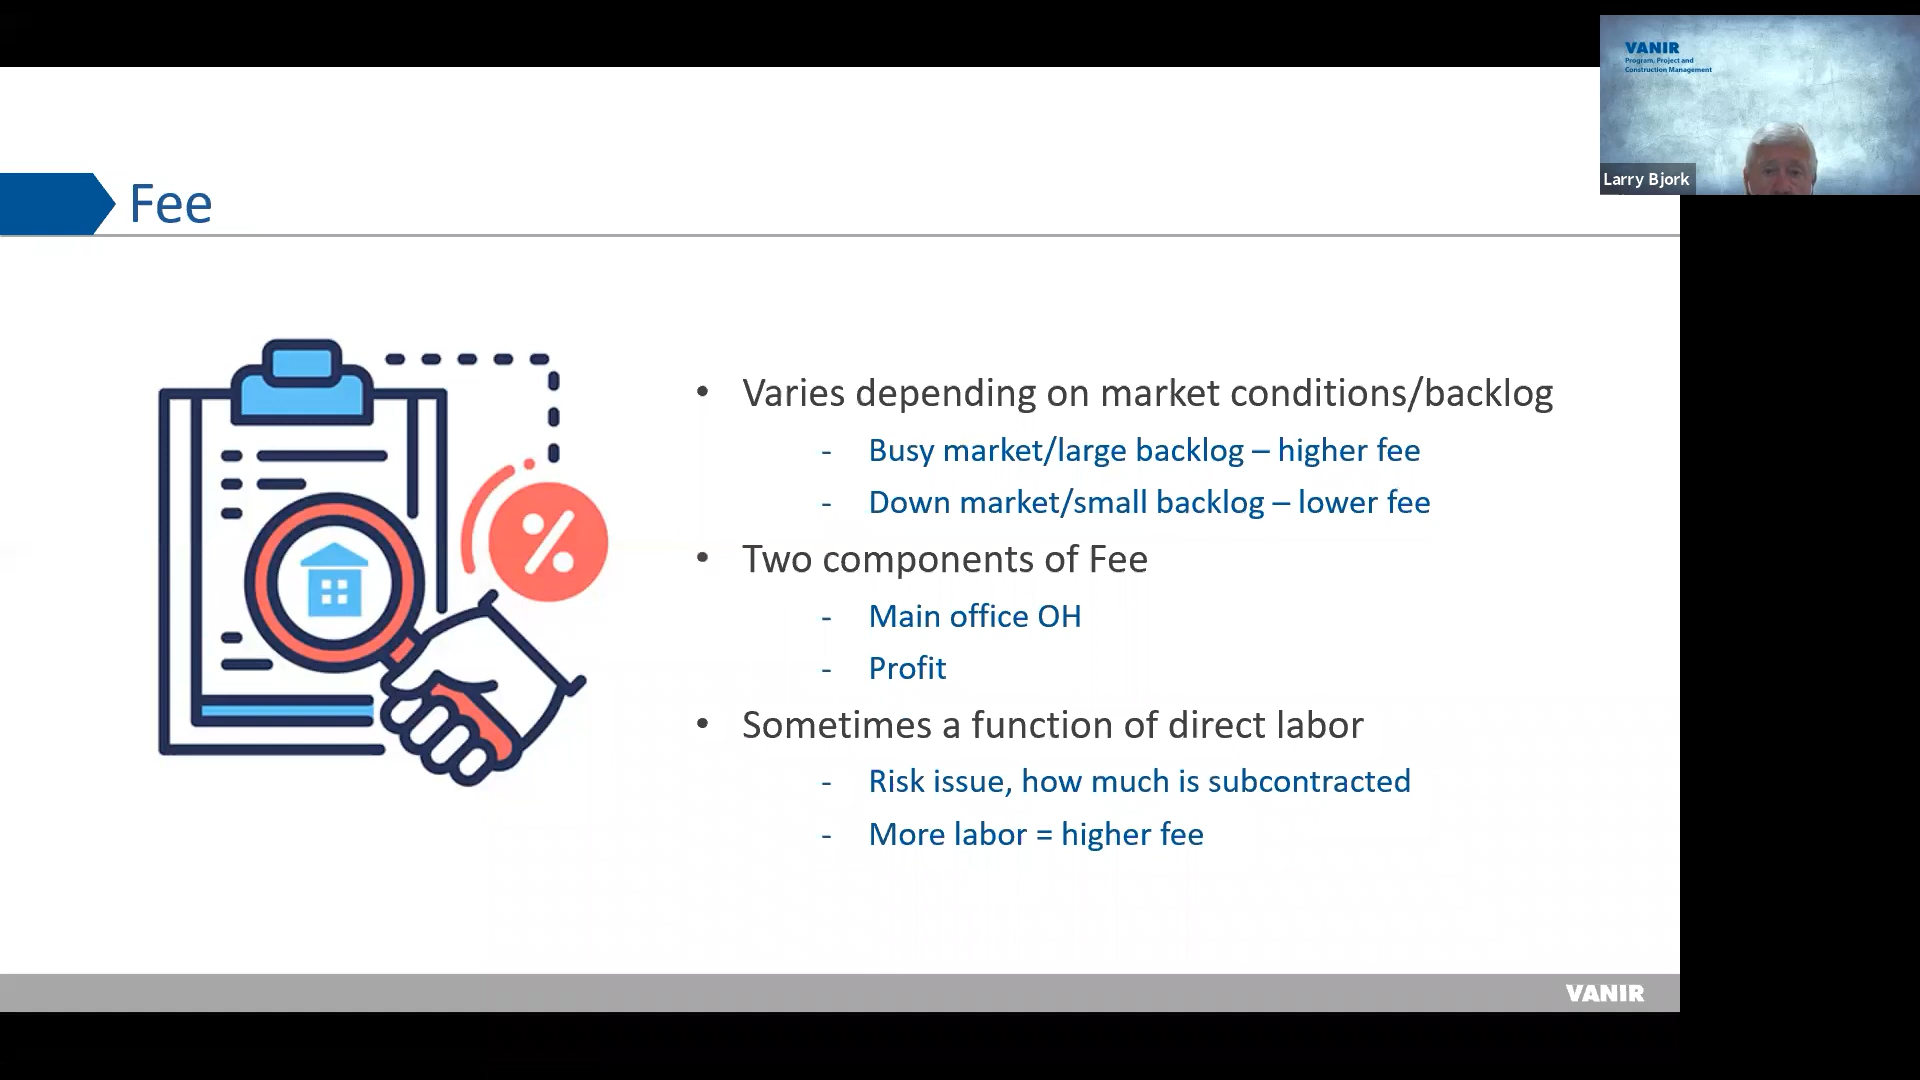 VANIR
Program, Project and
Construction Management
Larry Bjork
Fee
• Varies depending on market conditions/backlog
- Busy market/large backlog – higher fee
- Down market/small backlog – lower fee
• Two components of Fee
- Main office OH
- Profit
• Sometimes a function of direct labor
- Risk issue, how much is subcontracted
- More labor = higher fee
%
VANIR